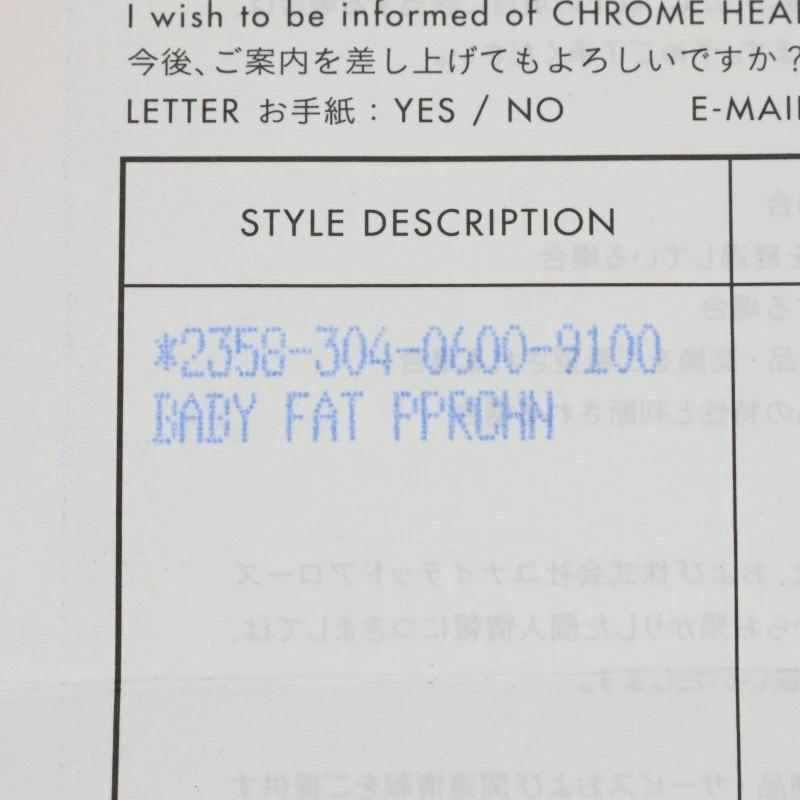 I wish to be informed of CHROME HEA
今後、ご案内を差し上げてもよろしいですか？
LETTER お手紙：YES / NO E-MAI
STYLE DESCRIPTION
*2358-304-0600-9100
BABY FAT PPRCHN